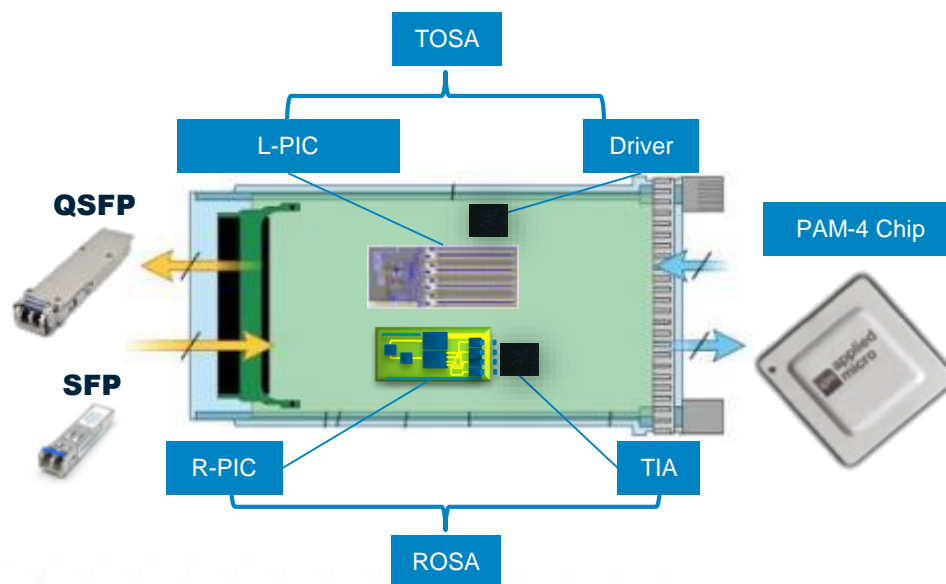 TOSA
L-PIC
Driver
QSFP
PAM-4 Chip
SFP
applied
micro
R-PIC
TIA
ROSA